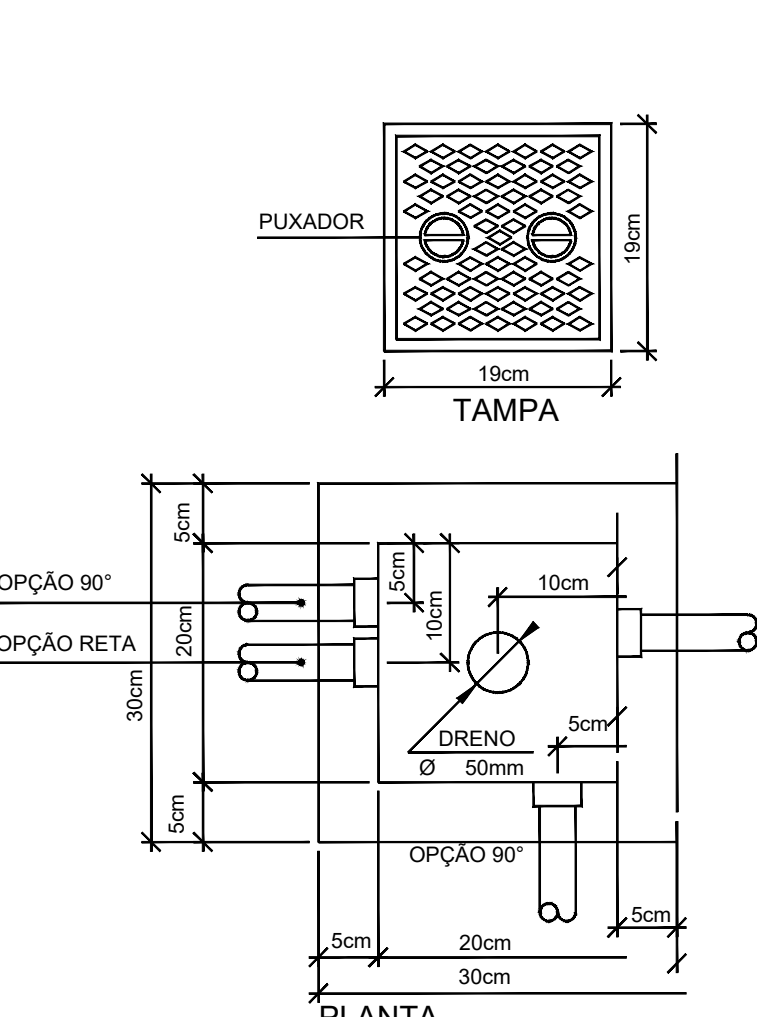 PUXADOR
19cm
19cm
TAMPA
5cm
OPÇÃO 90°
5cm
10cm
10cm
20cm
OPÇÃO RETA
30cm
5cm
DRENO
Ø 50mm
5cm
OPÇÃO 90°
5cm
5cm
20cm
30cm
PLANTA